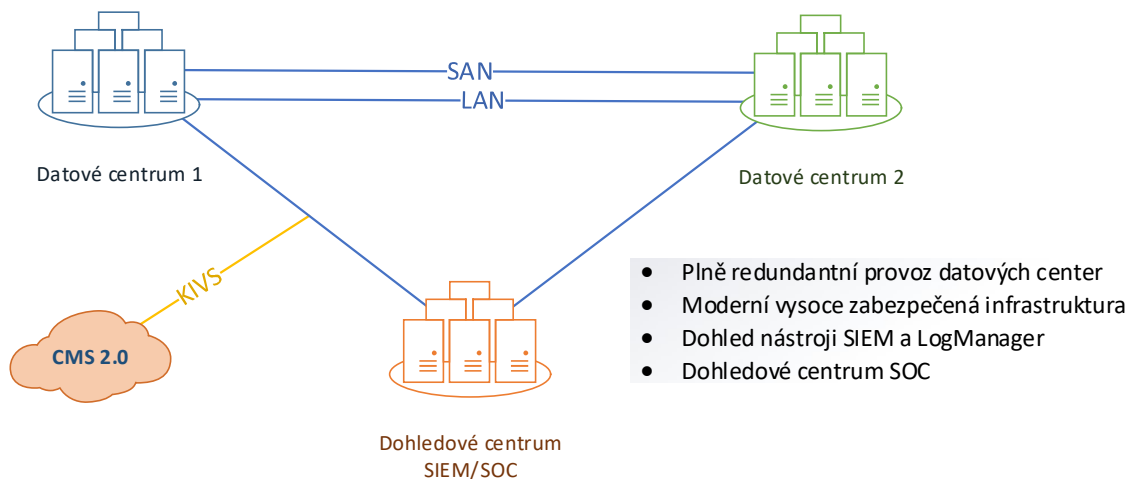 SAN
LAN
Datové centrum 1
Datové centrum 2
KIVS
CMS 2.0
• Plně redundantní provoz datových center
• Moderní vysoce zabezpečená infrastruktura
• Dohled nástroji SIEM a LogManager
• Dohledové centrum SOC
Dohledové centrum
SIEM/SOC